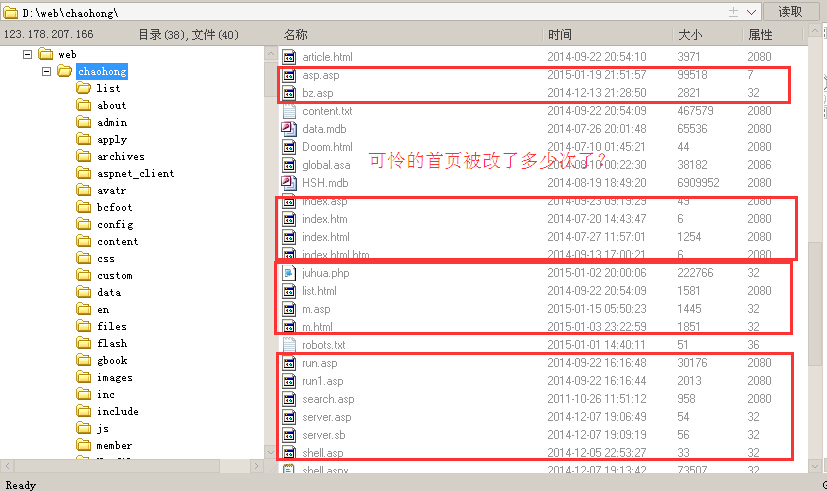 D:\web\chaohong\ 读取
123.178.207.166 目录(38),文件(40) 名称 时间 大小 属性
web
chaohong
list
about
admin
apply
archives
aspnet_client
avatr
bcfoot
config
content
css
custom
data
en
files
flash
gbook
images
inc
include
js
member
article.html 2014-09-22 20:54:10 3971 2080
asp.asp 2015-01-19 21:51:57 99518 7
bz.asp 2014-12-13 21:28:50 2821 32
content.txt 2014-09-22 20:54:09 467579 2080
data.mdb 2014-07-26 20:01:48 65536 2080
Doom.html 2014-07-10 01:45:21 44 2080
可怜的首页被改了多少次了?
global.asa 2014-08-10 00:22:30 38182 2086
HSH.mdb 2014-08-19 18:49:20 6909952 2080
index.asp 2014-09-23 09:19:29 49 2080
index.htm 2014-07-20 14:43:47 6 2080
index.html 2014-07-27 11:57:01 1254 2080
index.html.htm 2014-09-13 17:00:21 6 2080
juhua.php 2015-01-02 20:00:06 222766 32
list.html 2014-09-22 20:54:09 1581 2080
m.asp 2015-01-15 05:50:23 1445 32
m.html 2015-01-03 23:22:59 1851 32
robots.txt 2015-01-01 14:40:11 51 36
run.asp 2014-09-22 16:16:48 30176 2080
run1.asp 2014-09-22 16:16:44 2013 2080
search.asp 2011-10-26 11:51:12 958 2080
server.asp 2014-12-07 19:06:49 54 32
server.sb 2014-12-07 19:09:19 56 32
shell.asp 2014-12-05 22:53:27 33 32
shell.aspx 2014-12-07 19:13:42 73507 32
Ready